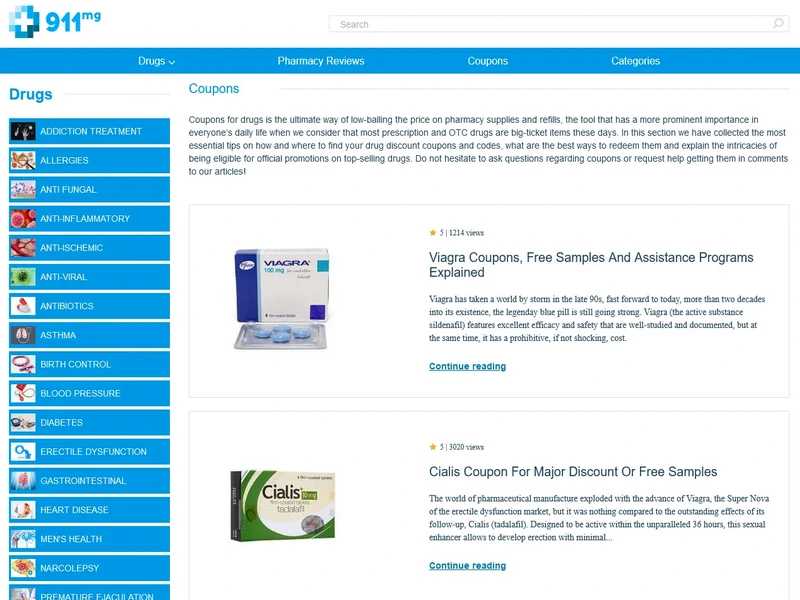 911mg
Search
Drugs
Pharmacy Reviews
Coupons
Categories
Drugs
ADDICTION TREATMENT
ALLERGIES
ANTI FUNGAL
ANTI-INFLAMMATORY
ANTI-ISCHEMIC
ANTI-VIRAL
ANTIBIOTICS
ASTHMA
BIRTH CONTROL
BLOOD PRESSURE
DIABETES
ERECTILE DYSFUNCTION
GASTROINTESTINAL
HEART DISEASE
MEN'S HEALTH
NARCOLEPSY
PREMATURE EJACULATION
Coupons
Coupons for drugs is the ultimate way of low-balling the price on pharmacy supplies and refills, the tool that has a more prominent importance in
everyone's daily life when we consider that most prescription and OTC drugs are big-ticket items these days. In this section we have collected the most
essential tips on how and where to find your drug discount coupons and codes, what are the best ways to redeem them and explain the intricacies of
being eligible for official promotions on top-selling drugs. Do not hesitate to ask questions regarding coupons or request help getting them in comments
to our articles!
Pfizer
VIAGRA
100 mg
5 | 1214 views
Viagra Coupons, Free Samples And Assistance Programs
Explained
Viagra has taken a world by storm in the late 90s, fast forward to today, more than two decades
into its existence, the legenday blue pill is still going strong. Viagra (the active substance
sildenafil) features excellent efficacy and safety that are well-studied and documented, but at
the same time, it has a prohibitive, if not shocking, cost.
Continue reading
Cialis
tadalafil
5 | 3020 views
Cialis Coupon For Major Discount Or Free Samples
The world of pharmaceutical manufacture exploded with the advance of Viagra, the Super Nova
of the erectile dysfunction market, but it was nothing compared to the outstanding effects of its
follow-up, Cialis (tadalafil). Designed to be active within the unparalleled 36 hours, this sexual
enhancer allows to develop erection with minimal...
Continue reading